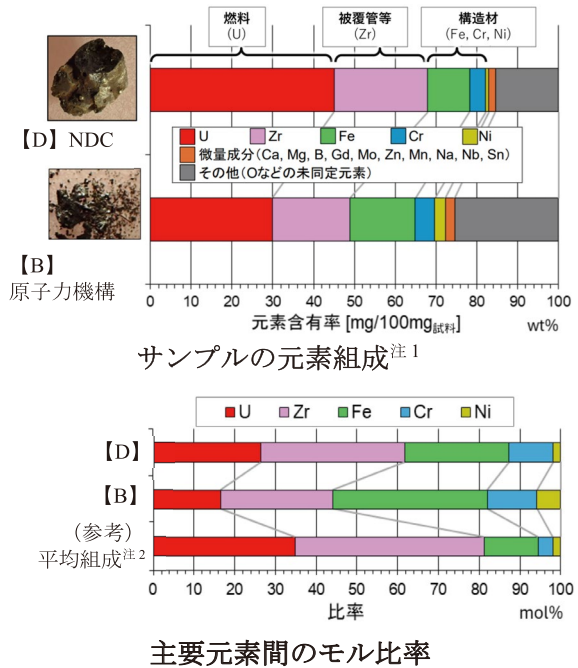 燃料
(U)
被覆管等
(Zr)
構造材
(Fe, Cr, Ni)
【D】NDC
U Zr Fe Cr Ni
微量成分(Ca, Mg, B, Gd, Mo, Zn, Mn, Na, Nb, Sn)
その他(Oなどの未同定元素)
【B】
原子力機構
0 10 20 30 40 50 60 70 80 90 100
元素含有率 [mg/100mg試料] wt%
サンプルの元素組成注1
U Zr Fe Cr Ni
【D】
【B】
(参考)
平均組成注2
0 10 20 30 40 50 60 70 80 90 100
比率 mol%
主要元素間のモル比率